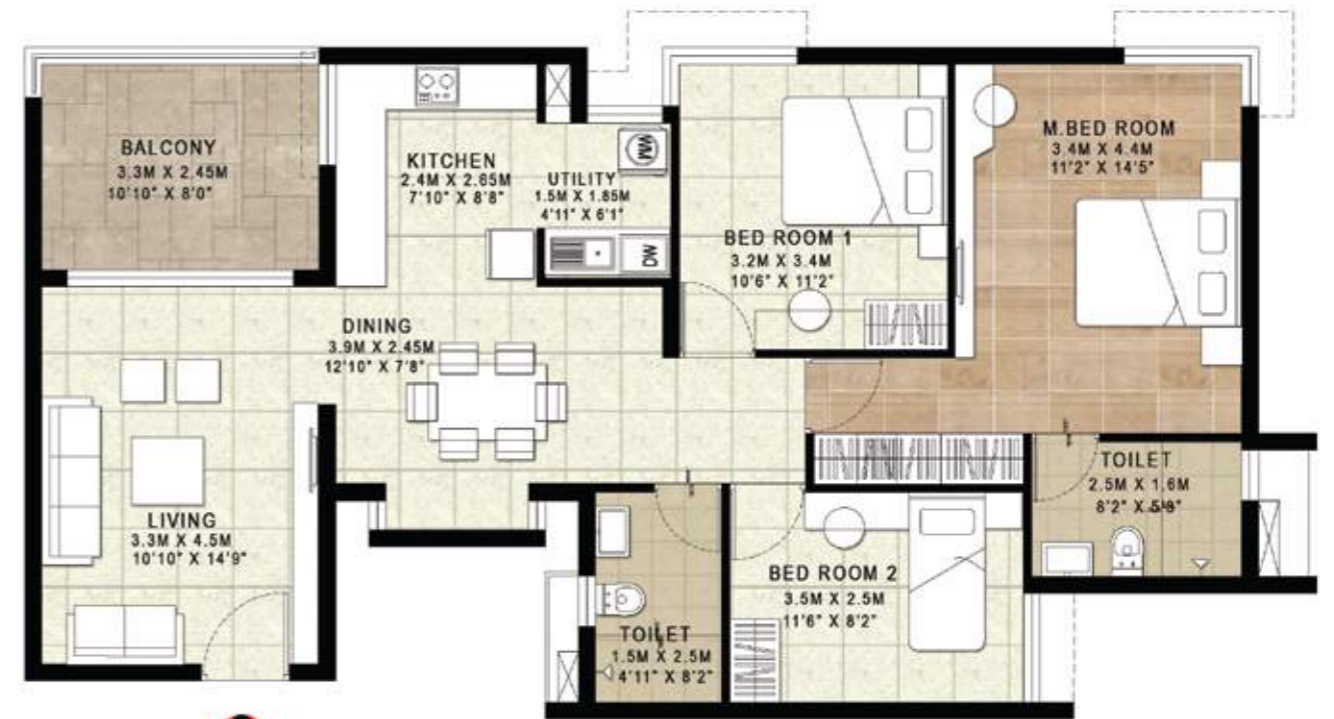 BALCONY
3.3M X 2.45M
10'10" X 8'0"
KITCHEN
2.4M X 2.65M
7'10" X 8'8"
UTILITY
1.5M X 1.85M
4'11" X 6'1"
WM
DW
BED ROOM 1
3.2M X 3.4M
10'6" X 11'2"
M.BED ROOM
3.4M X 4.4M
11'2" X 14'5"
DINING
3.9M X 2.45M
12'10" X 7'8"
LIVING
3.3M X 4.5M
10'10" X 14'9"
TOILET
2.5M X 1.6M
8'2" X 5'9"
BED ROOM 2
3.5M X 2.5M
11'6" X 8'2"
TOILET
1.5M X 2.5M
4'11" X 8'2"